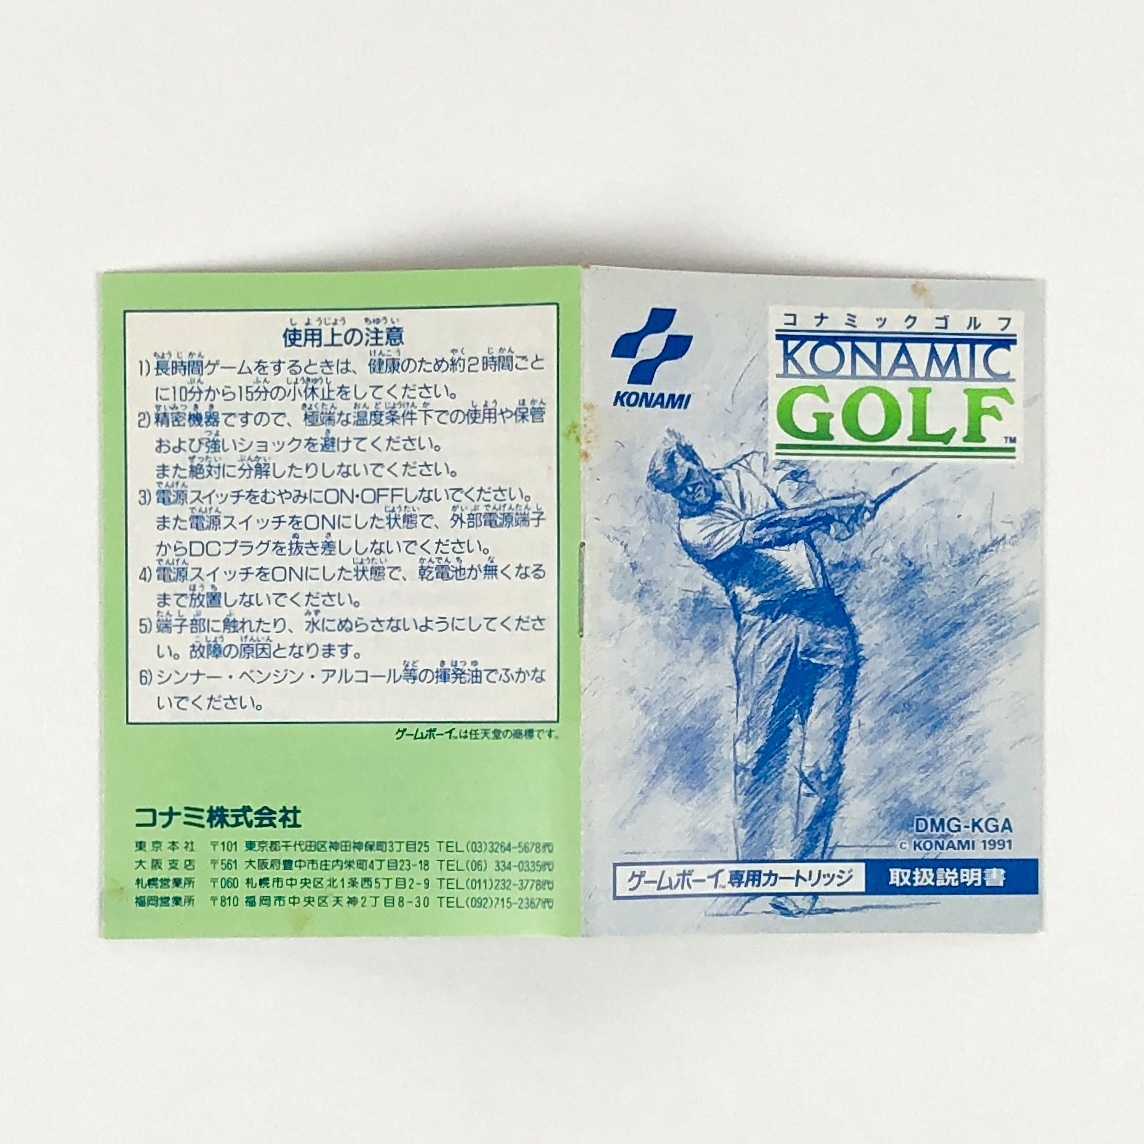 使用上の注意
1)長時間ゲームをするときは、健康のため約2時間ごと
に10分から15分の小休止をしてください。
2)精密機器ですので、極端な温度条件下での使用や保管
および強いショックを避けてください。
また絶対に分解したりしないでください。
3)電源スイッチをむやみにON・OFFしないでください。
また電源スイッチをONにした状態で、外部電源端子
からDCプラグを抜き差ししないでください。
4)電源スイッチをONにした状態で、乾電池が無くなる
まで放置しないでください。
5)端子部に触れたり、水にぬらさないようにしてくださ
い。故障の原因となります。
6)シンナー・ベンジン・アルコール等の揮発油でふかな
いでください。
ゲームボーイ™は任天堂の商標です。
コナミ株式会社
東京本社 〒101 東京都千代田区神田神保町3丁目25 TEL(03)3264-5678㈹
大阪支店 〒561 大阪府豊中市庄内栄町4丁目23-18 TEL(06)334-0335㈹
札幌営業所 〒060 札幌市中央区北1条西5丁目2-9 TEL(011)232-3778㈹
福岡営業所 〒810 福岡市中央区天神2丁目8-30 TEL(092)715-2367㈹
KONAMI
コナミックゴルフ
KONAMIC
GOLF™
DMG-KGA
© KONAMI 1991
ゲームボーイ™専用カートリッジ 取扱説明書